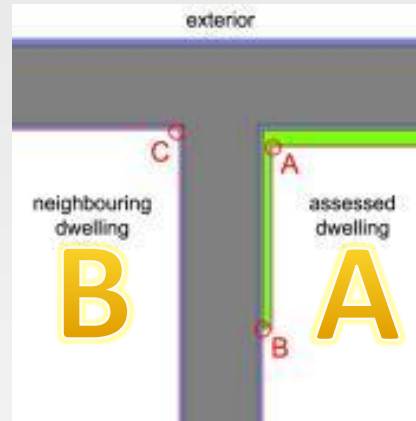 exterior
C
A
neighbouring
dwelling
assessed
dwelling
B
A
B